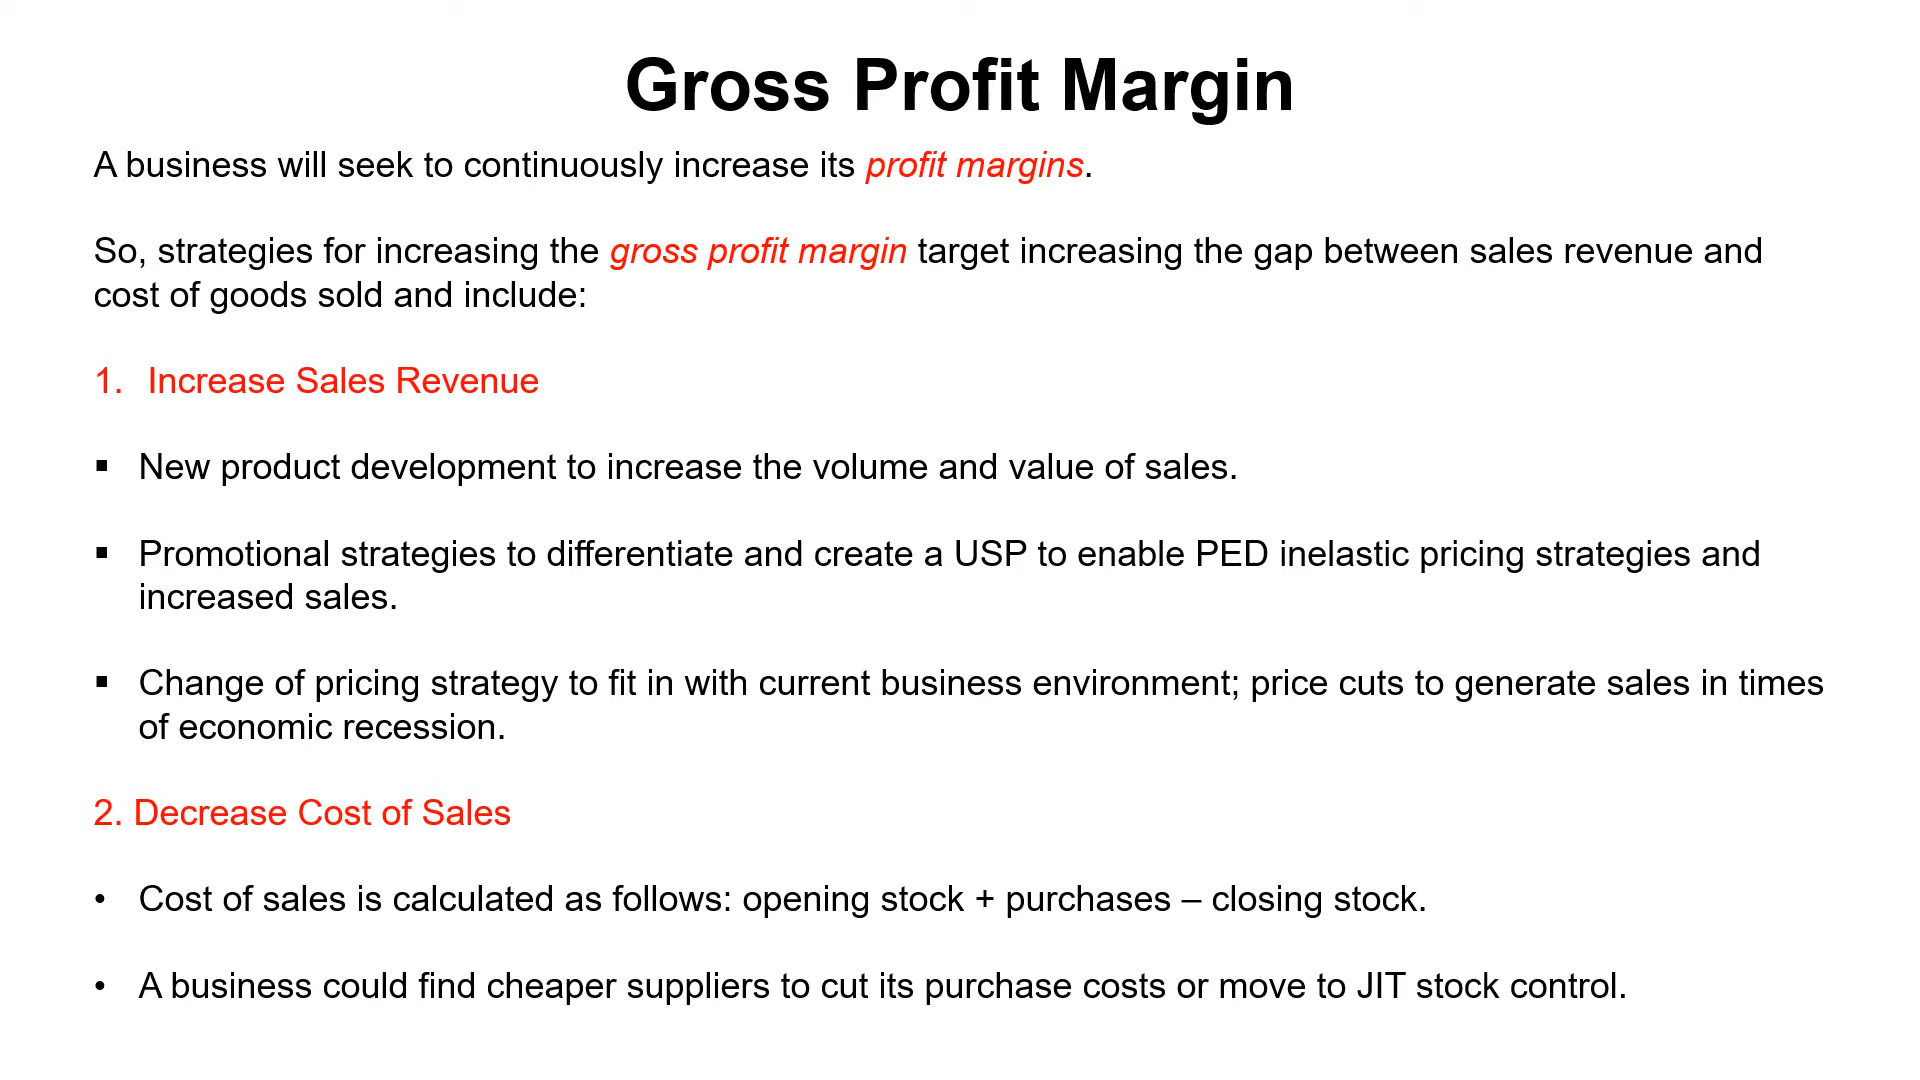 Gross Profit Margin
A business will seek to continuously increase its profit margins.
So, strategies for increasing the gross profit margin target increasing the gap between sales revenue and
cost of goods sold and include:
1. Increase Sales Revenue
▪ New product development to increase the volume and value of sales.
▪ Promotional strategies to differentiate and create a USP to enable PED inelastic pricing strategies and
increased sales.
▪ Change of pricing strategy to fit in with current business environment; price cuts to generate sales in times
of economic recession.
2. Decrease Cost of Sales
• Cost of sales is calculated as follows: opening stock + purchases – closing stock.
• A business could find cheaper suppliers to cut its purchase costs or move to JIT stock control.